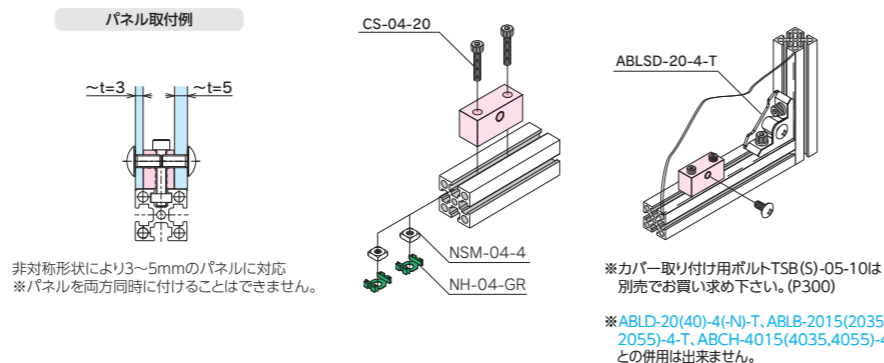 パネル取付例
~t=3
~t=5
非対称形状により3~5mmのパネルに対応
※パネルを両方同時に付けることはできません。
CS-04-20
NSM-04-4
NH-04-GR
ABLSD-20-4-T
※カバー取り付け用ボルトTSB(S)-05-10は
別売でお買い求め下さい。(P300)
※ABLD-20(40)-4(-N)-T、ABLB-2015(2035,
2055)-4-T、ABCH-4015(4035,4055)-4
との併用は出来ません。